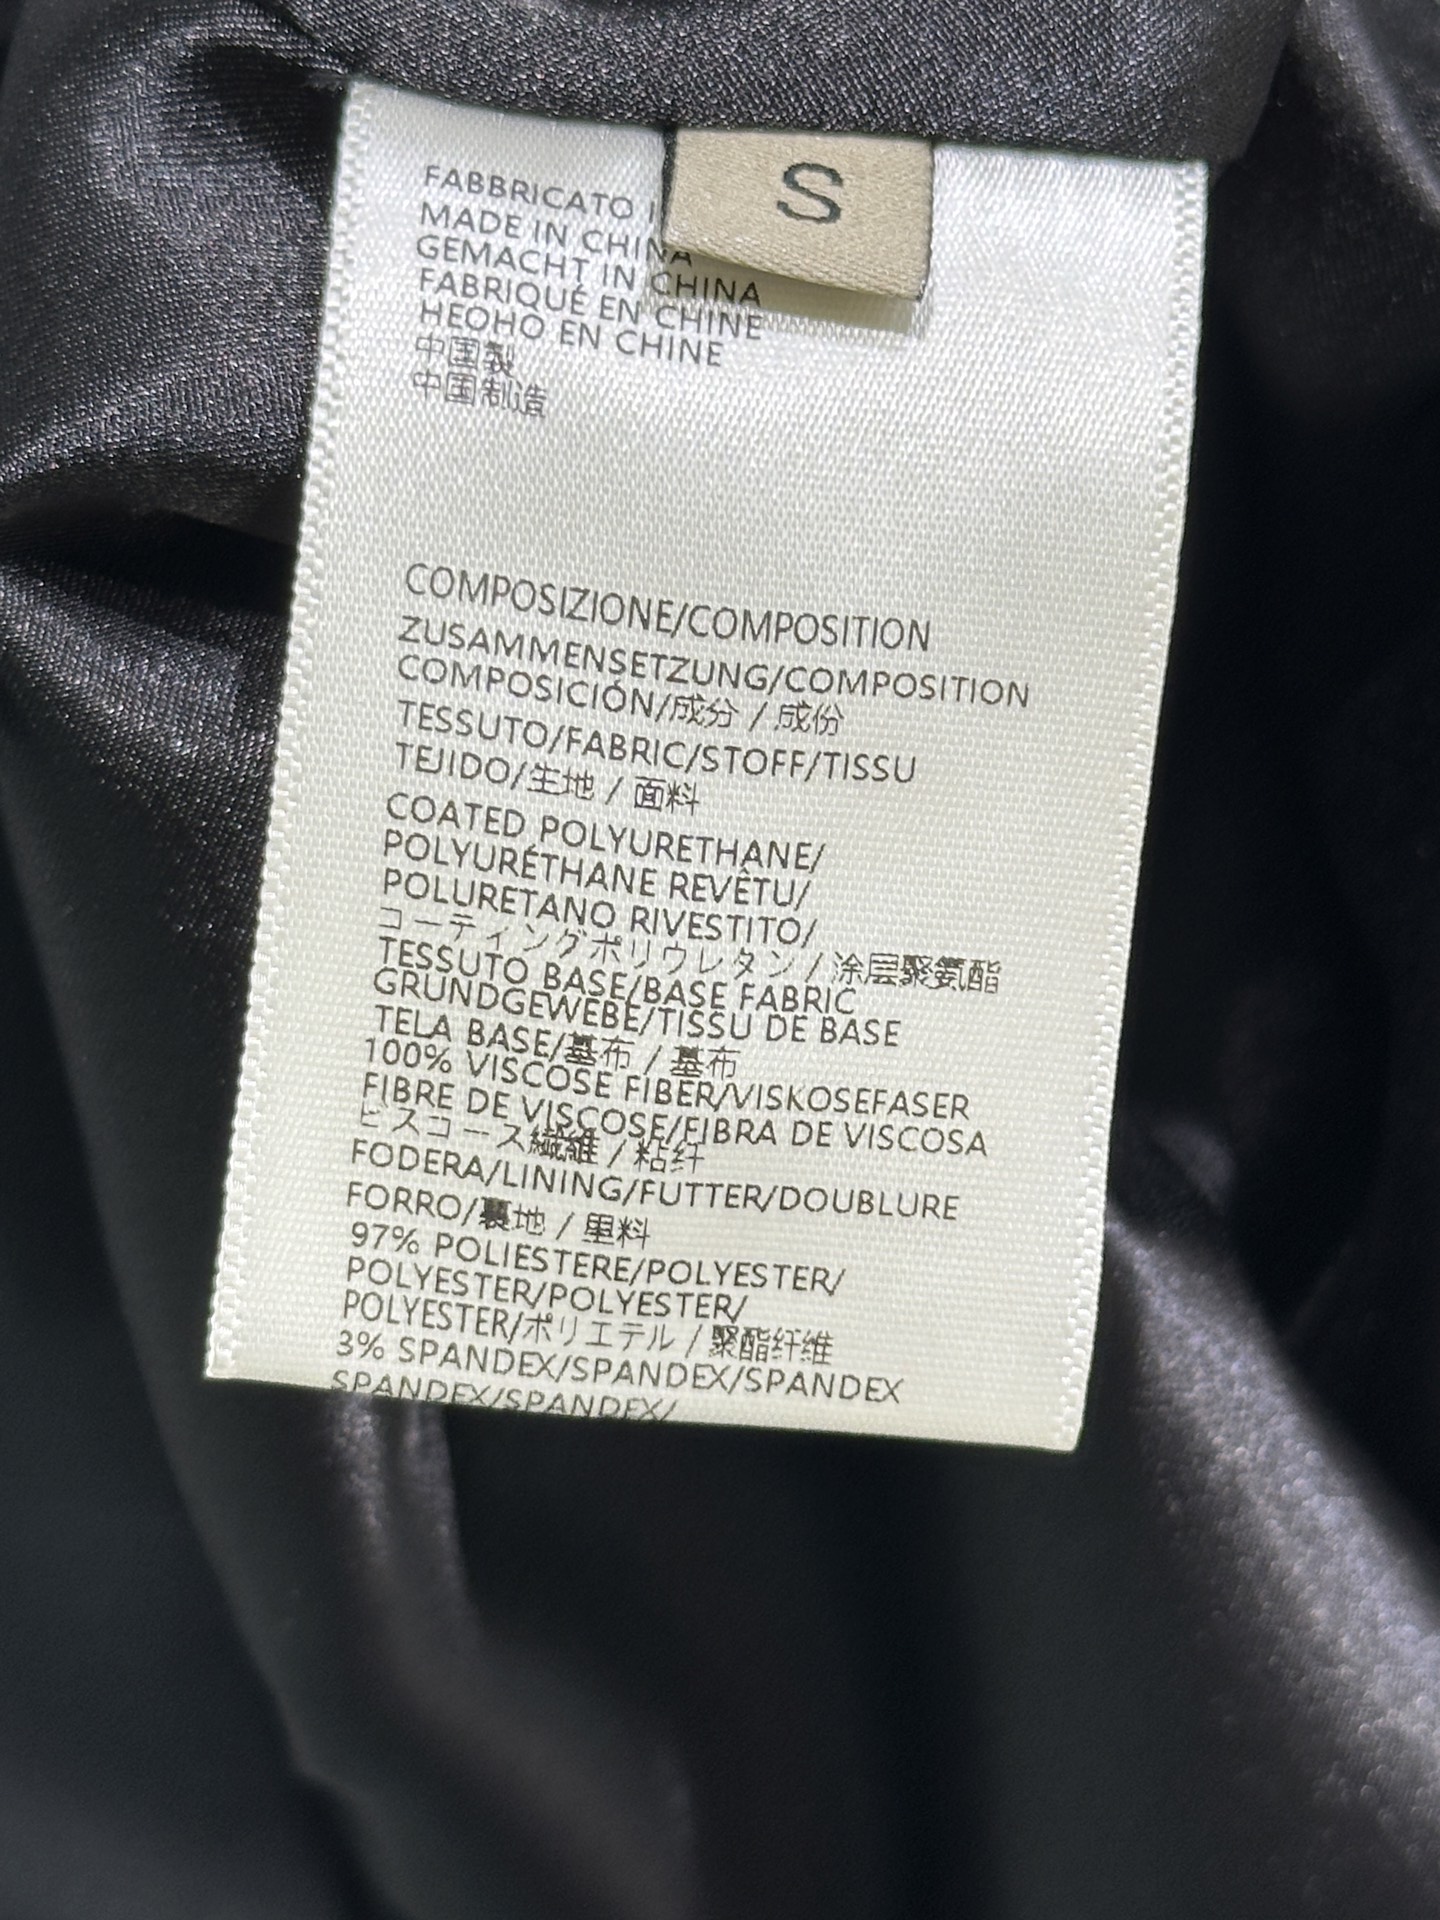 S
FABBRICATO I
MADE IN CHINA
GEMACHT IN CHINA
FABRIQUÉ EN CHINE
HEOHO EN CHINE
中国製
中国制造
COMPOSIZIONE/COMPOSITION
ZUSAMMENSETZUNG/COMPOSITION
COMPOSICIÓN/成分 / 成份
TESSUTO/FABRIC/STOFF/TISSU
TEJIDO/生地 / 面料
COATED POLYURETHANE/
POLYURÉTHANE REVÊTU/
POLURETANO RIVESTITO/
コーティングポリウレタン / 涂层聚氨酯
TESSUTO BASE/BASE FABRIC
GRUNDGEWEBE/TISSU DE BASE
TELA BASE/基布 / 基布
100% VISCOSE FIBER/VISKOSEFASER
FIBRE DE VISCOSE/FIBRA DE VISCOSA
ビスコース繊維 / 粘纤
FODERA/LINING/FUTTER/DOUBLURE
FORRO/裏地 / 里料
97% POLIESTERE/POLYESTER/
POLYESTER/POLYESTER/
POLYESTER/ポリエテル / 聚酯纤维
3% SPANDEX/SPANDEX/SPANDEX
SPANDEX/SPANDEX/